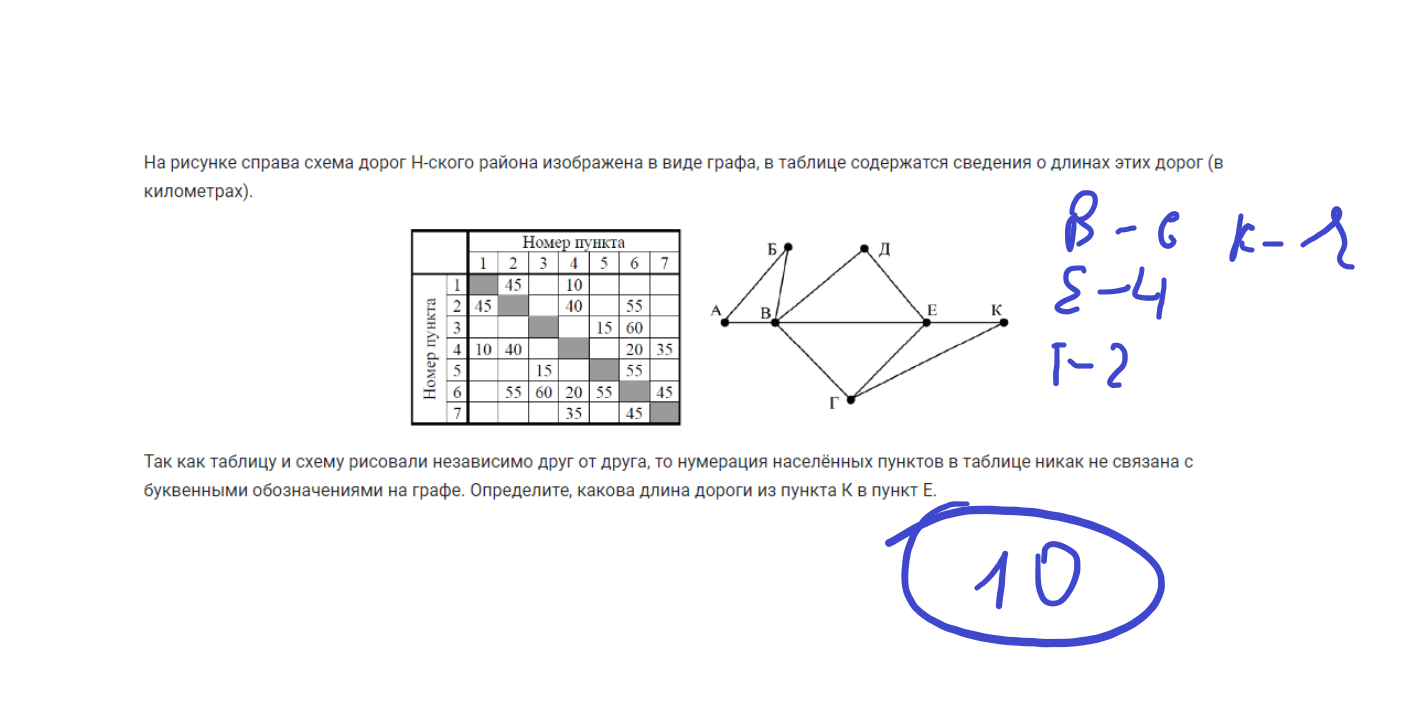 На рисунке справа схема дорог Н-ского района изображена в виде графа, в таблице содержатся сведения о длинах этих дорог (в
километрах).
Номер пункта
1 2 3 4 5 6 7
Номер пункта
1 45 10
2 45 40 55
3 15 60
4 10 40 20 35
5 15 55
6 55 60 20 55 45
7 35 45
Б Д
А В Е К
Г
В - 6 К - 1
Е - 4
Г - 2
Так как таблицу и схему рисовали независимо друг от друга, то нумерация населённых пунктов в таблице никак не связана с
буквенными обозначениями на графе. Определите, какова длина дороги из пункта К в пункт Е.
10